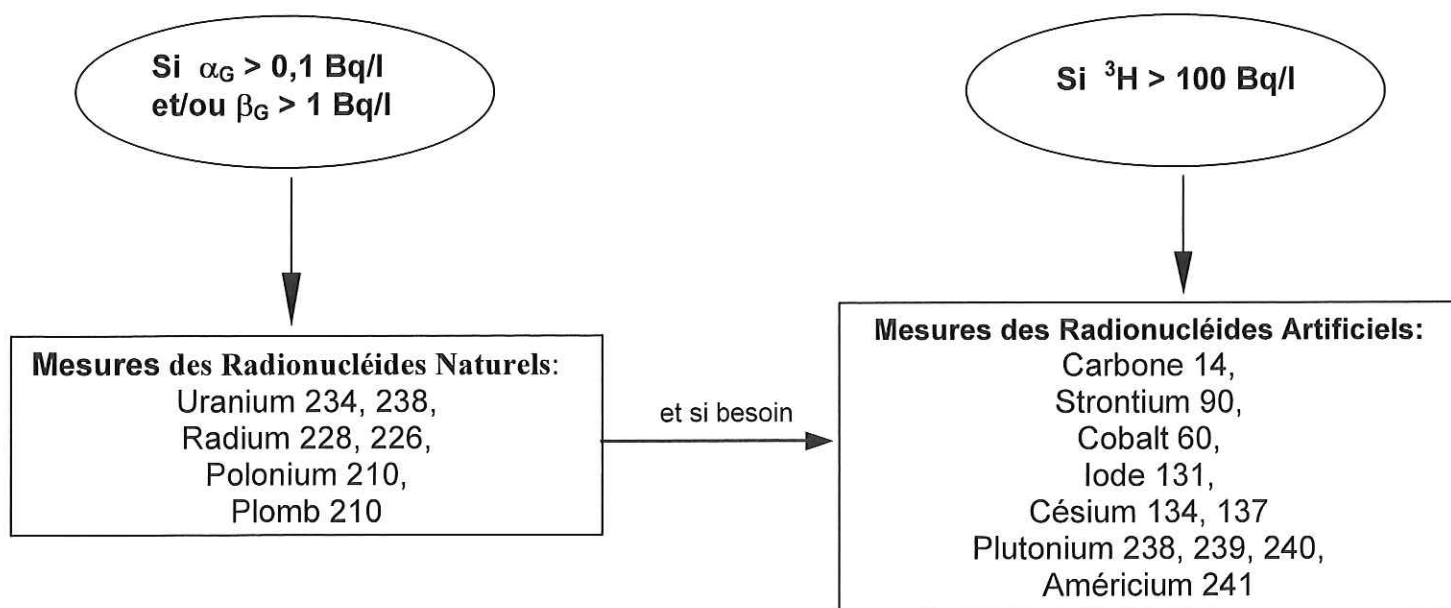 Si αG > 0,1 Bq/l
et/ou βG > 1 Bq/l
Si ³H > 100 Bq/l
Mesures des Radionucléides Naturels:
Uranium 234, 238,
Radium 228, 226,
Polonium 210,
Plomb 210
et si besoin
Mesures des Radionucléides Artificiels:
Carbone 14,
Strontium 90,
Cobalt 60,
Iode 131,
Césium 134, 137
Plutonium 238, 239, 240,
Américium 241